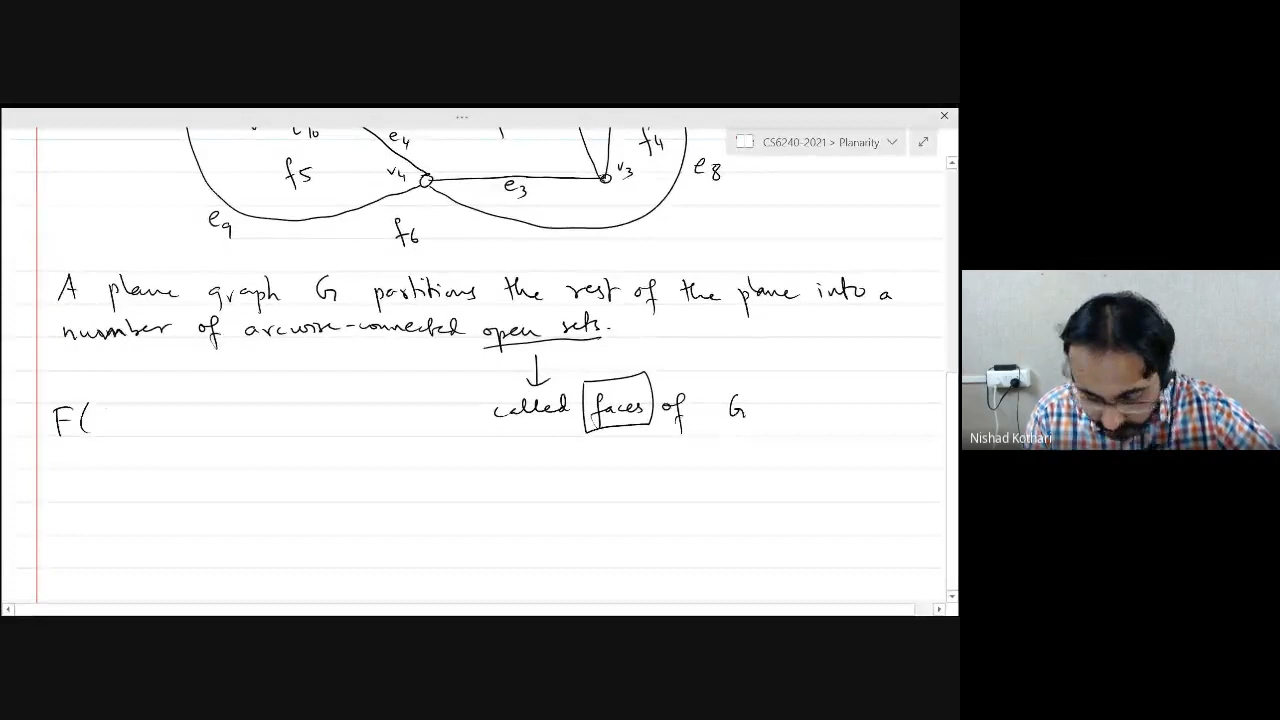 e4
f4
CS6240-2021 > Planarity
f5
v4
v3
e8
e3
e9
f6
A plane graph G partitions the rest of the plane into a
number of arcwise-connected open sets.
called faces of G
F(
Nishad Kothari